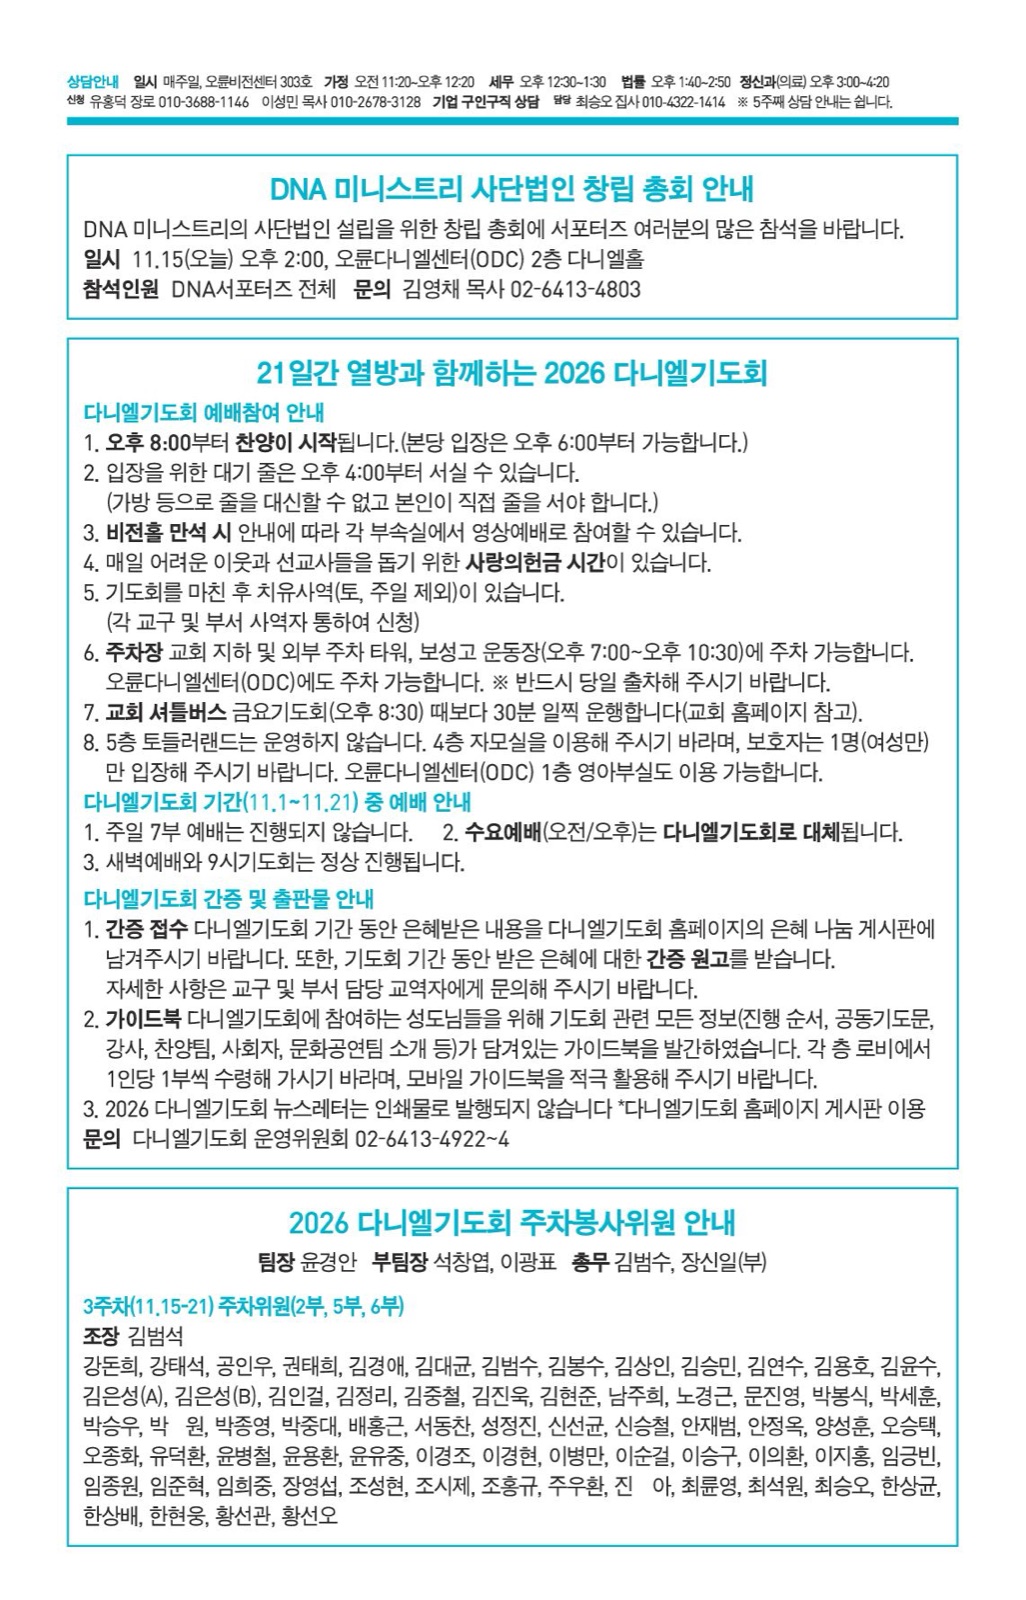 상담안내 일시 매주일, 오륜비전센터 303호 가정 오전 11:20~오후 12:20 세무 오후 12:30~1:30 법률 오후 1:40~2:50 정신과(의료) 오후 3:00~4:20
신청 유홍덕 장로 010-3688-1146 이성민 목사 010-2678-3128 기업 구인구직 상담 담당 최승오 집사 010-4322-1414 ※ 5주째 상담 안내는 쉽니다.
DNA 미니스트리 사단법인 창립 총회 안내
DNA 미니스트리의 사단법인 설립을 위한 창립 총회에 서포터즈 여러분의 많은 참석을 바랍니다.
일시 11.15(오늘) 오후 2:00, 오륜다니엘센터(ODC) 2층 다니엘홀
참석인원 DNA서포터즈 전체 문의 김영채 목사 02-6413-4803
21일간 열방과 함께하는 2026 다니엘기도회
다니엘기도회 예배참여 안내
1. 오후 8:00부터 찬양이 시작됩니다.(본당 입장은 오후 6:00부터 가능합니다.)
2. 입장을 위한 대기 줄은 오후 4:00부터 서실 수 있습니다.
(가방 등으로 줄을 대신할 수 없고 본인이 직접 줄을 서야 합니다.)
3. 비전홀 만석 시 안내에 따라 각 부속실에서 영상예배로 참여할 수 있습니다.
4. 매일 어려운 이웃과 선교사들을 돕기 위한 사랑의헌금 시간이 있습니다.
5. 기도회를 마친 후 치유사역(토, 주일 제외)이 있습니다.
(각 교구 및 부서 사역자 통하여 신청)
6. 주차장 교회 지하 및 외부 주차 타워, 보성고 운동장(오후 7:00~오후 10:30)에 주차 가능합니다.
오륜다니엘센터(ODC)에도 주차 가능합니다. ※ 반드시 당일 출차해 주시기 바랍니다.
7. 교회 셔틀버스 금요기도회(오후 8:30) 때보다 30분 일찍 운행합니다(교회 홈페이지 참고).
8. 5층 토들러랜드는 운영하지 않습니다. 4층 자모실을 이용해 주시기 바라며, 보호자는 1명(여성만)
만 입장해 주시기 바랍니다. 오륜다니엘센터(ODC) 1층 영아부실도 이용 가능합니다.
다니엘기도회 기간(11.1~11.21) 중 예배 안내
1. 주일 7부 예배는 진행되지 않습니다. 2. 수요예배(오전/오후)는 다니엘기도회로 대체됩니다.
3. 새벽예배와 9시기도회는 정상 진행됩니다.
다니엘기도회 간증 및 출판물 안내
1. 간증 접수 다니엘기도회 기간 동안 은혜받은 내용을 다니엘기도회 홈페이지의 은혜 나눔 게시판에
남겨주시기 바랍니다. 또한, 기도회 기간 동안 받은 은혜에 대한 간증 원고를 받습니다.
자세한 사항은 교구 및 부서 담당 교역자에게 문의해 주시기 바랍니다.
2. 가이드북 다니엘기도회에 참여하는 성도님들을 위해 기도회 관련 모든 정보(진행 순서, 공동기도문,
강사, 찬양팀, 사회자, 문화공연팀 소개 등)가 담겨있는 가이드북을 발간하였습니다. 각 층 로비에서
1인당 1부씩 수령해 가시기 바라며, 모바일 가이드북을 적극 활용해 주시기 바랍니다.
3. 2026 다니엘기도회 뉴스레터는 인쇄물로 발행되지 않습니다 *다니엘기도회 홈페이지 게시판 이용
문의 다니엘기도회 운영위원회 02-6413-4922~4
2026 다니엘기도회 주차봉사위원 안내
팀장 윤경안 부팀장 석창엽, 이광표 총무 김범수, 장신일(부)
3주차(11.15-21) 주차위원(2부, 5부, 6부)
조장 김범석
강돈희, 강태석, 공인우, 권태희, 김경애, 김대균, 김범수, 김봉수, 김상인, 김승민, 김연수, 김용호, 김윤수,
김은성(A), 김은성(B), 김인걸, 김정리, 김중철, 김진욱, 김현준, 남주희, 노경근, 문진영, 박봉식, 박세훈,
박승우, 박 원, 박종영, 박중대, 배홍근, 서동찬, 성정진, 신선균, 신승철, 안재범, 안정옥, 양성훈, 오승택,
오종화, 유덕환, 윤병철, 윤용환, 윤유중, 이경조, 이경현, 이병만, 이순걸, 이승구, 이의환, 이지홍, 임긍빈,
임종원, 임준혁, 임희중, 장영섭, 조성현, 조시제, 조홍규, 주우환, 진 아, 최륜영, 최석원, 최승오, 한상균,
한상배, 한현웅, 황선관, 황선오